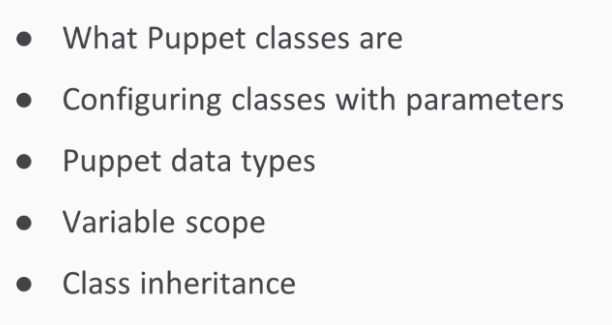 ● What Puppet classes are
● Configuring classes with parameters
● Puppet data types
● Variable scope
● Class inheritance